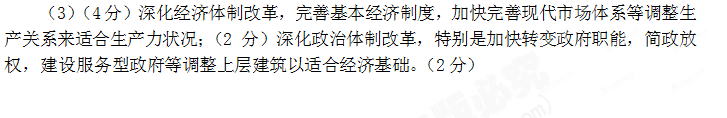 （3）（4分）深化经济体制改革，完善基本经济制度，加快完善现代市场体系等调整生
产关系来适合生产力状况；（2 分）深化政治体制改革，特别是加快转变政府职能，简政放
权，建设服务型政府等调整上层建筑以适合经济基础。（2分）